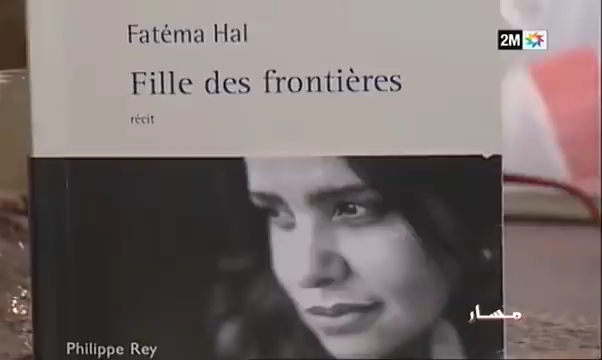 Fatéma Hal
2M
Fille des frontières
récit
مسار
Philippe Rey